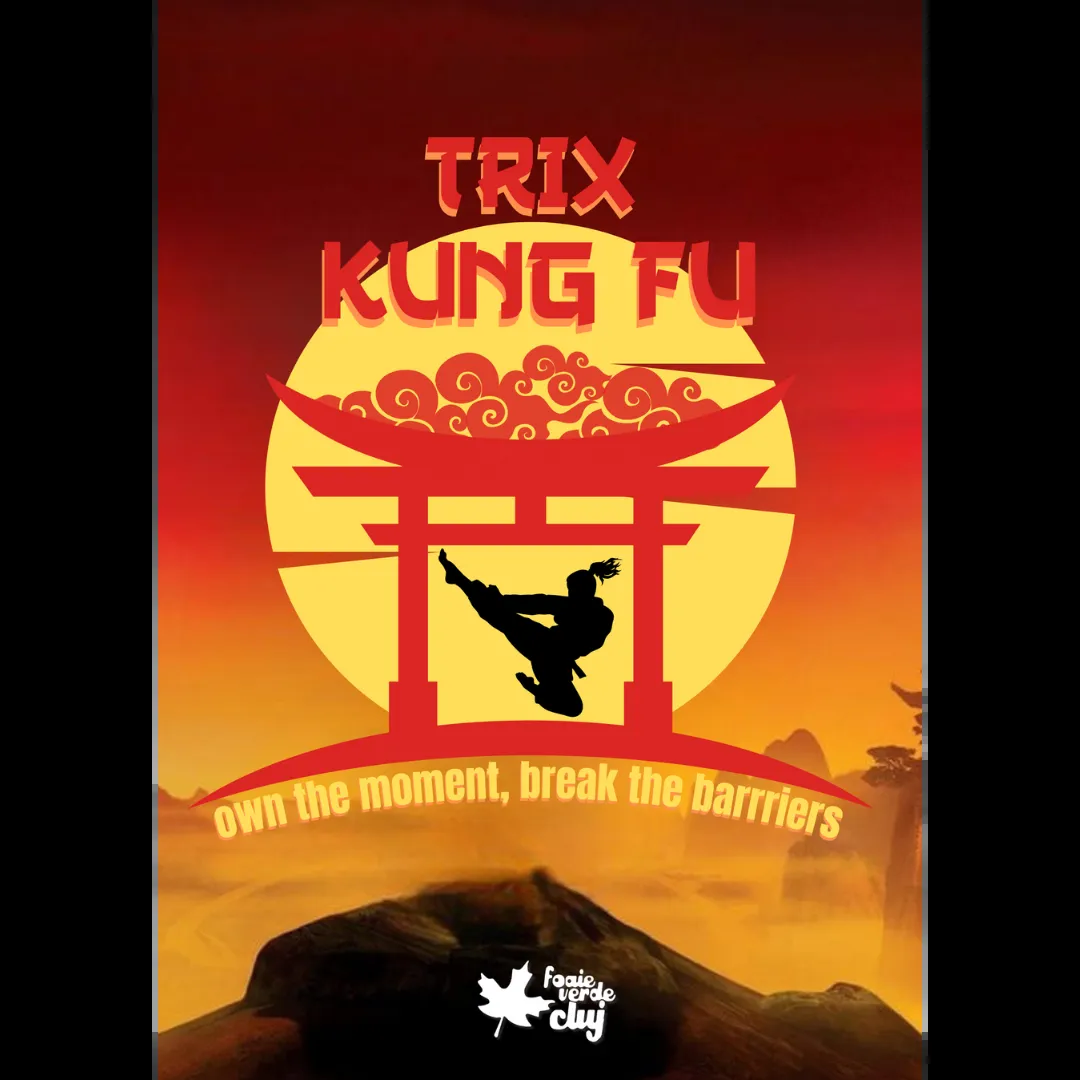 TRIX
KUNG FU
own the moment, break the barrriers
foaie
verde
cluj